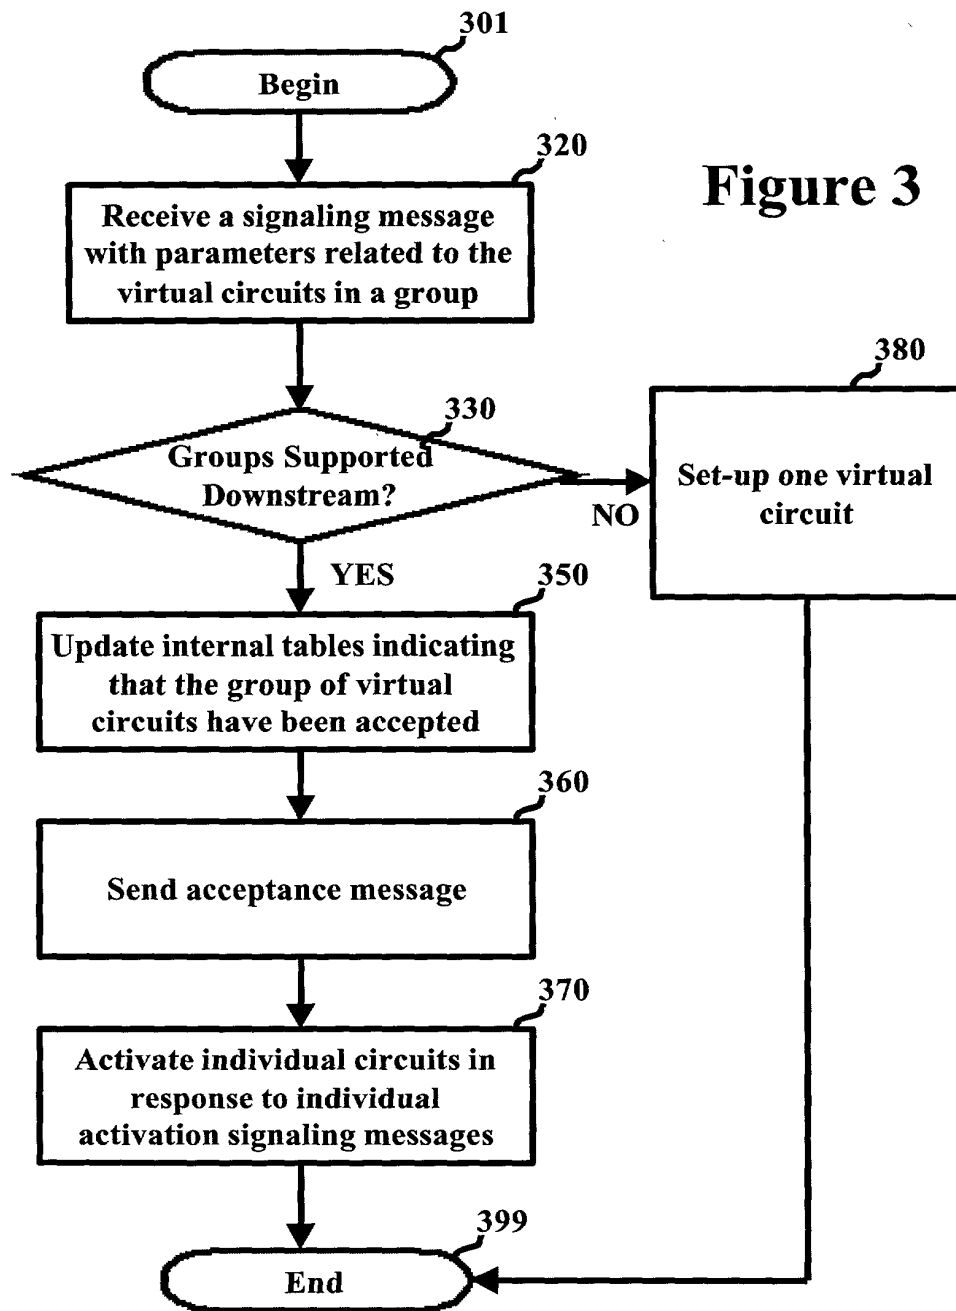 301
Begin
320
Figure 3
Receive a signaling message
with parameters related to the
virtual circuits in a group
380
330
Groups Supported
Downstream?
Set-up one virtual
circuit
NO
YES
350
Update internal tables indicating
that the group of virtual
circuits have been accepted
360
Send acceptance message
370
Activate individual circuits in
response to individual
activation signaling messages
399
End